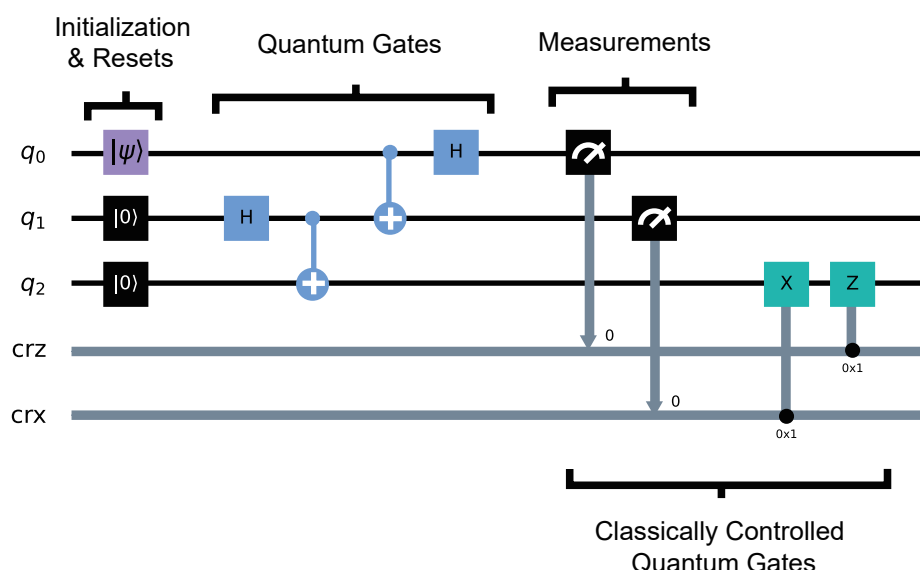 Initialization
& Resets
Quantum Gates
Measurements
q0 |ψ⟩ H
q1 |0⟩ H
q2 |0⟩ X Z
crz 0 0x1
crx 0 0x1
Classically Controlled
Quantum Gates